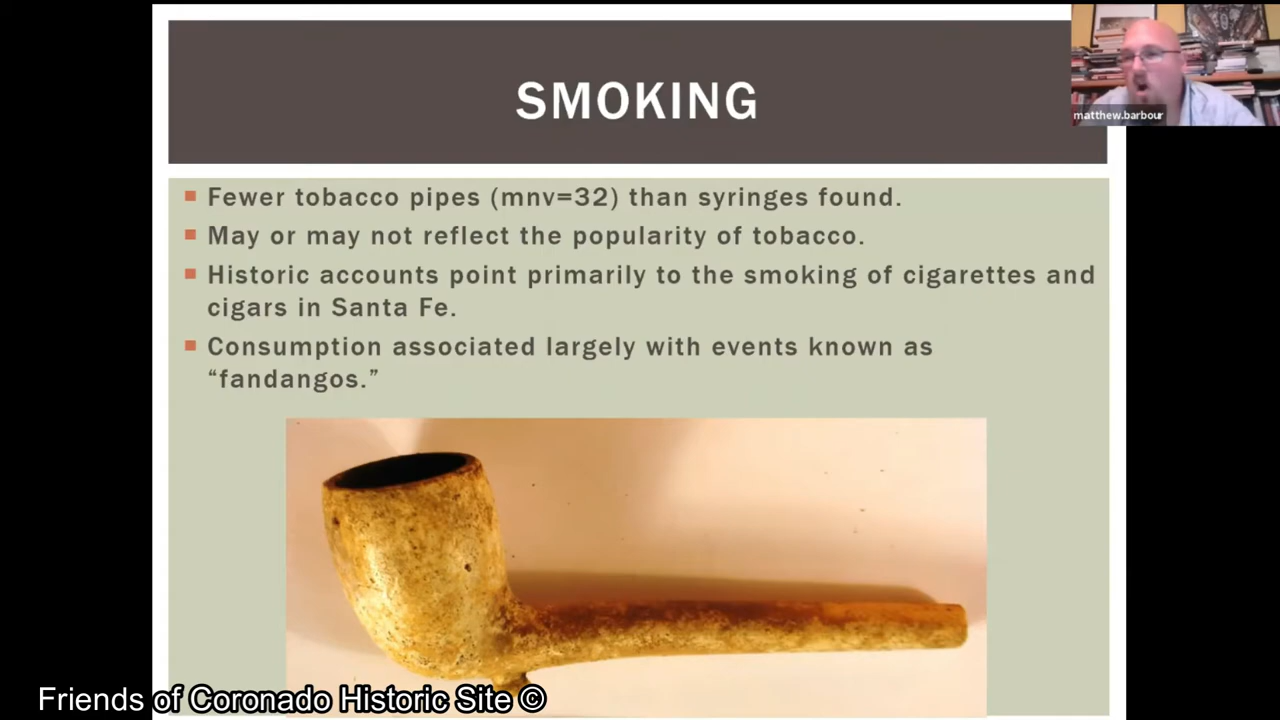 SMOKING
matthew.barbour
▪ Fewer tobacco pipes (mnv=32) than syringes found.
▪ May or may not reflect the popularity of tobacco.
▪ Historic accounts point primarily to the smoking of cigarettes and
cigars in Santa Fe.
▪ Consumption associated largely with events known as
“fandangos.”
Friends of Coronado Historic Site ©